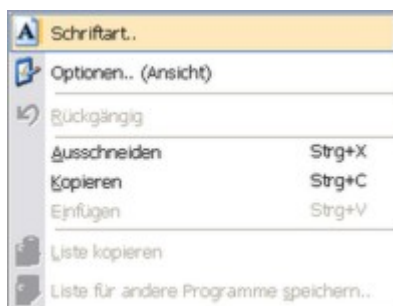 Schriftart..
Optionen.. (Ansicht)
Rückgängig
Ausschneiden Strg+X
Kopieren Strg+C
Einfügen Strg+V
Liste kopieren
Liste für andere Programme speichern..